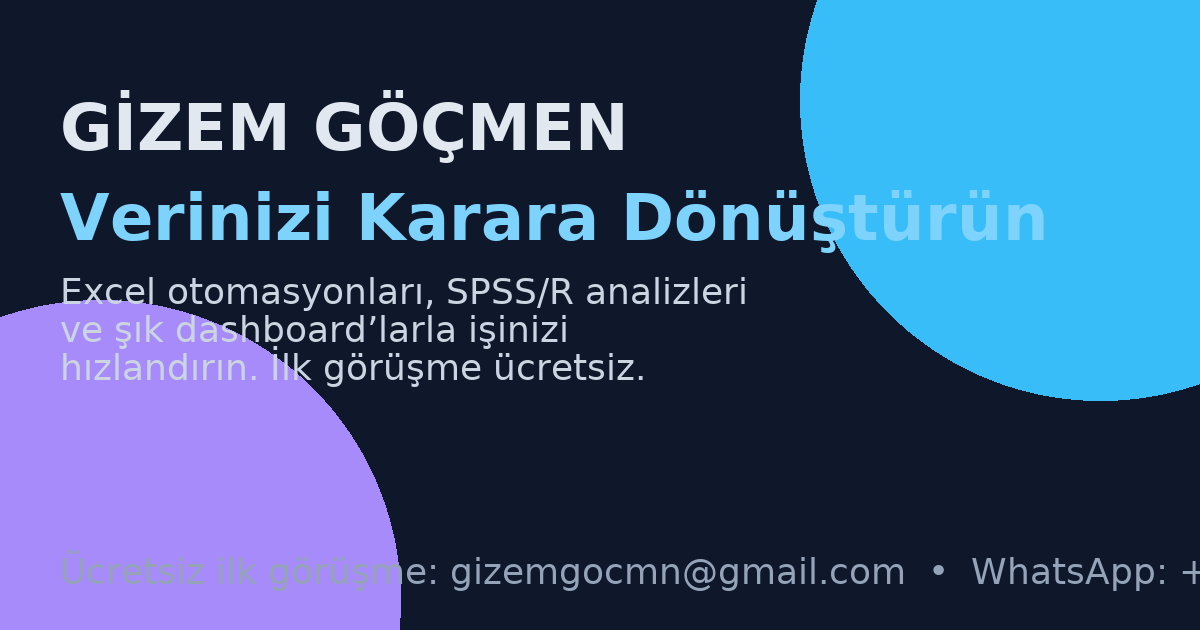 GİZEM GÖÇMEN
Verinizi Karara Dönüştürün
Excel otomasyonları, SPSS/R analizleri
ve şık dashboard’larla işinizi
hızlandırın. İlk görüşme ücretsiz.
Ücretsiz ilk görüşme: gizemgocmn@gmail.com • WhatsApp: +